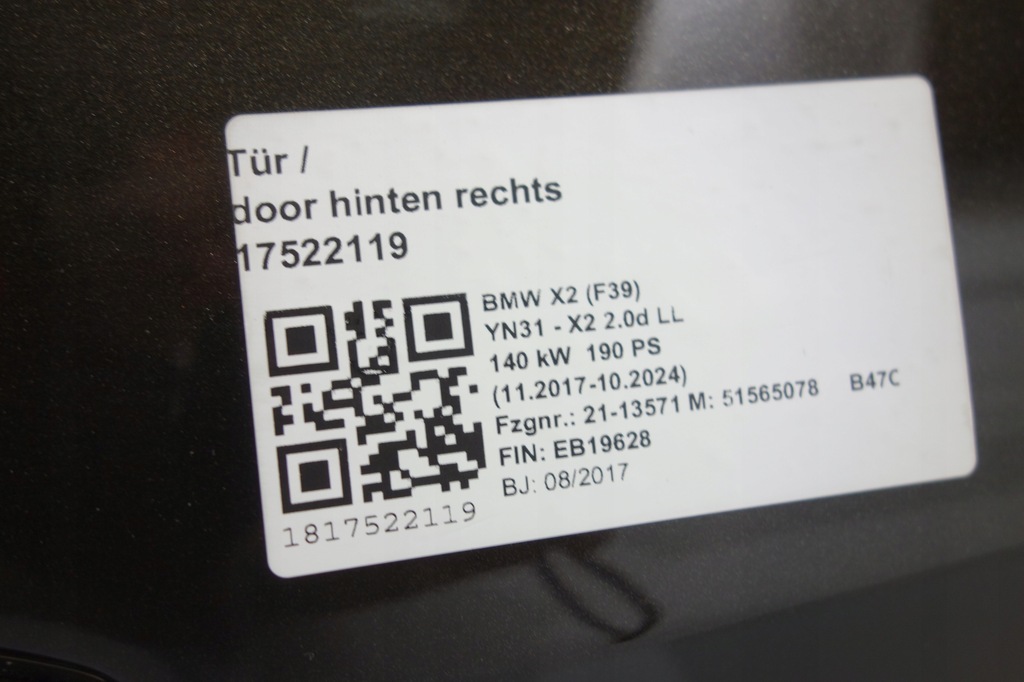 Tür /
door hinten rechts
17522119
BMW X2 (F39)
YN31 - X2 2.0d LL
140 kW 190 PS
(11.2017-10.2024)
Fzgnr.: 21-13571 M: 51565078 B47C
FIN: EB19628
BJ: 08/2017
1817522119